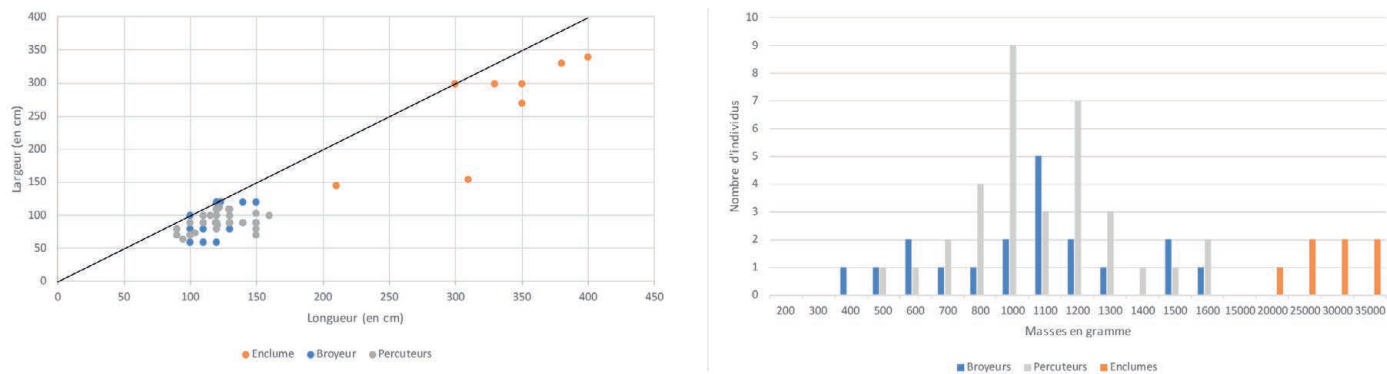 400
350
300
250
200
150
100
50
0
Largeur (en cm)
0 50 100 150 200 250 300 350 400 450
Longueur (en cm)
Enclume Broyeur Percuteurs
10
9
8
7
6
5
4
3
2
1
0
Nombre d'individus
200 300 400 500 600 700 800 1000 1100 1200 1300 1400 1500 1600 15000 20000 25000 30000 35000
Masses en gramme
Broyeurs Percuteurs Enclumes